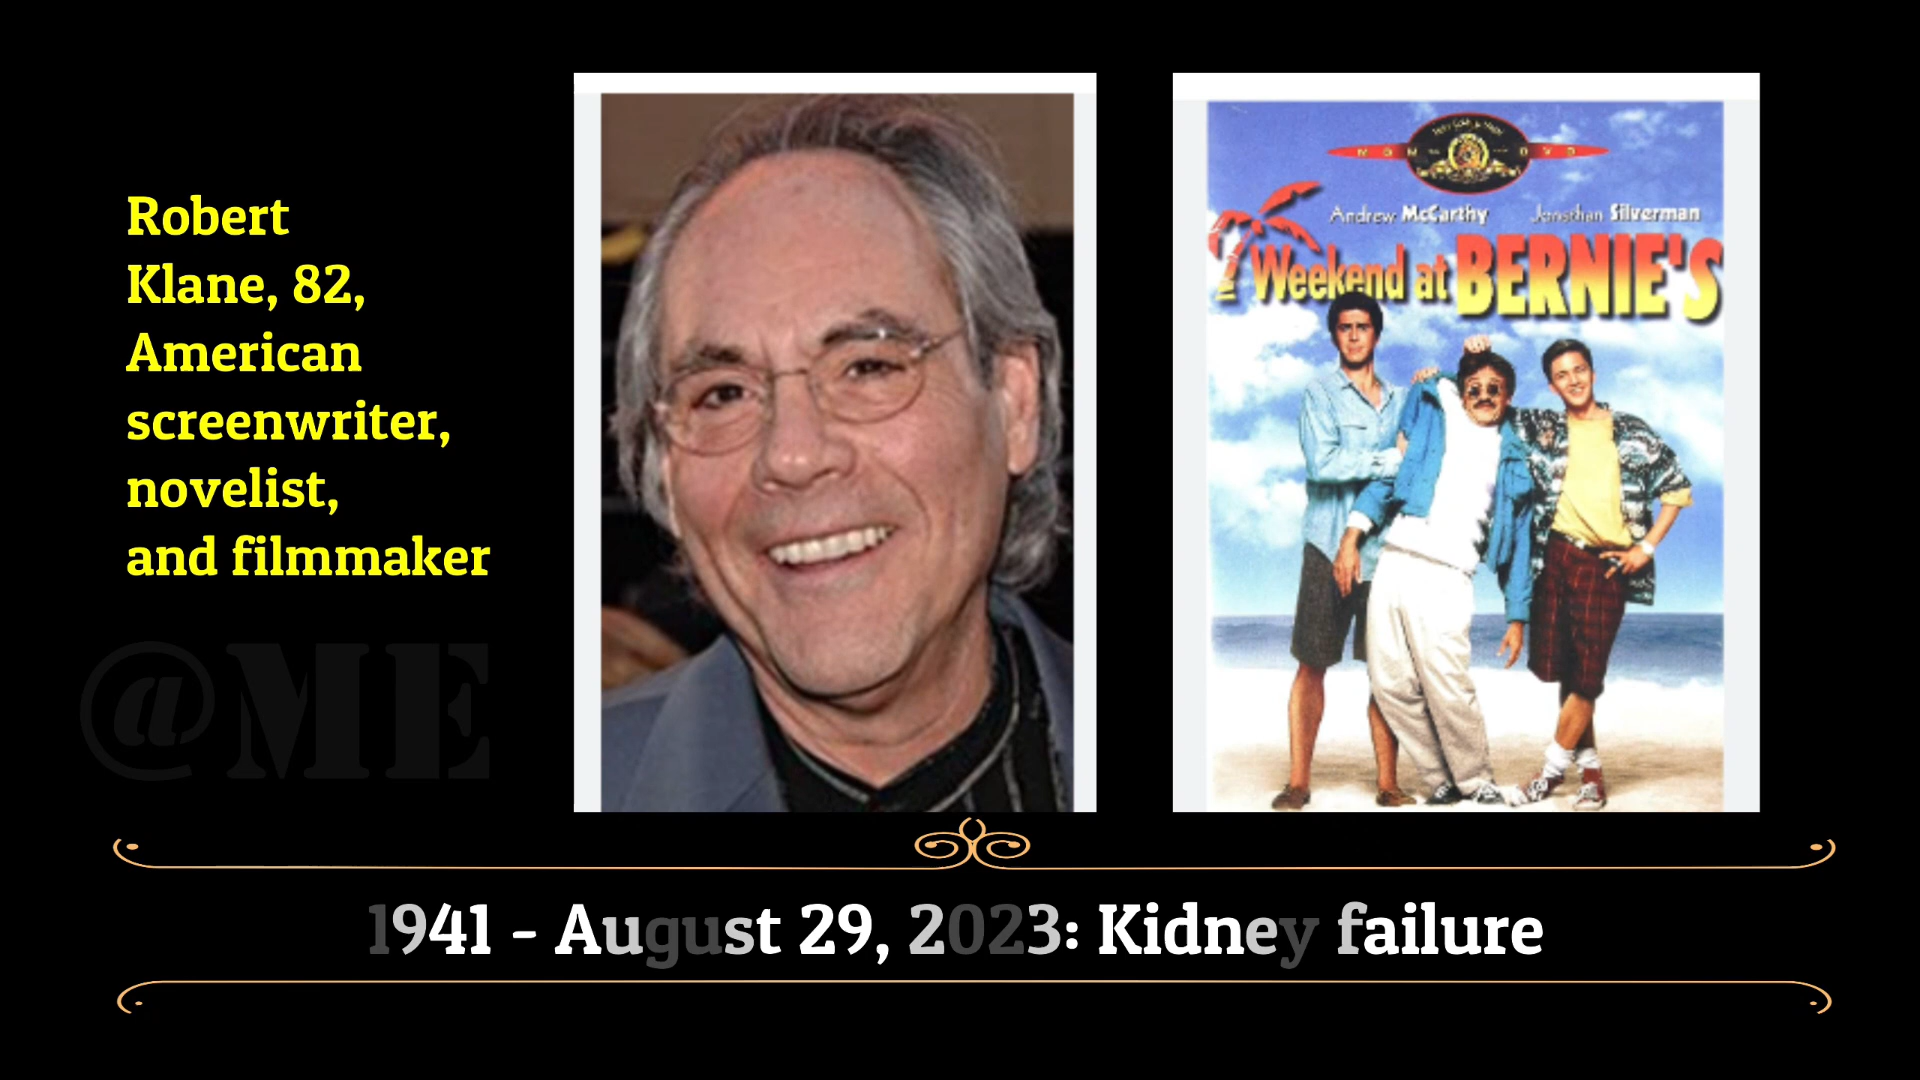 Robert
Klane, 82,
American
screenwriter,
novelist,
and filmmaker
@ME
M G M DVD
Andrew McCarthy Jonathan Silverman
Weekend at BERNIE'S
1941 - August 29, 2023: Kidney failure